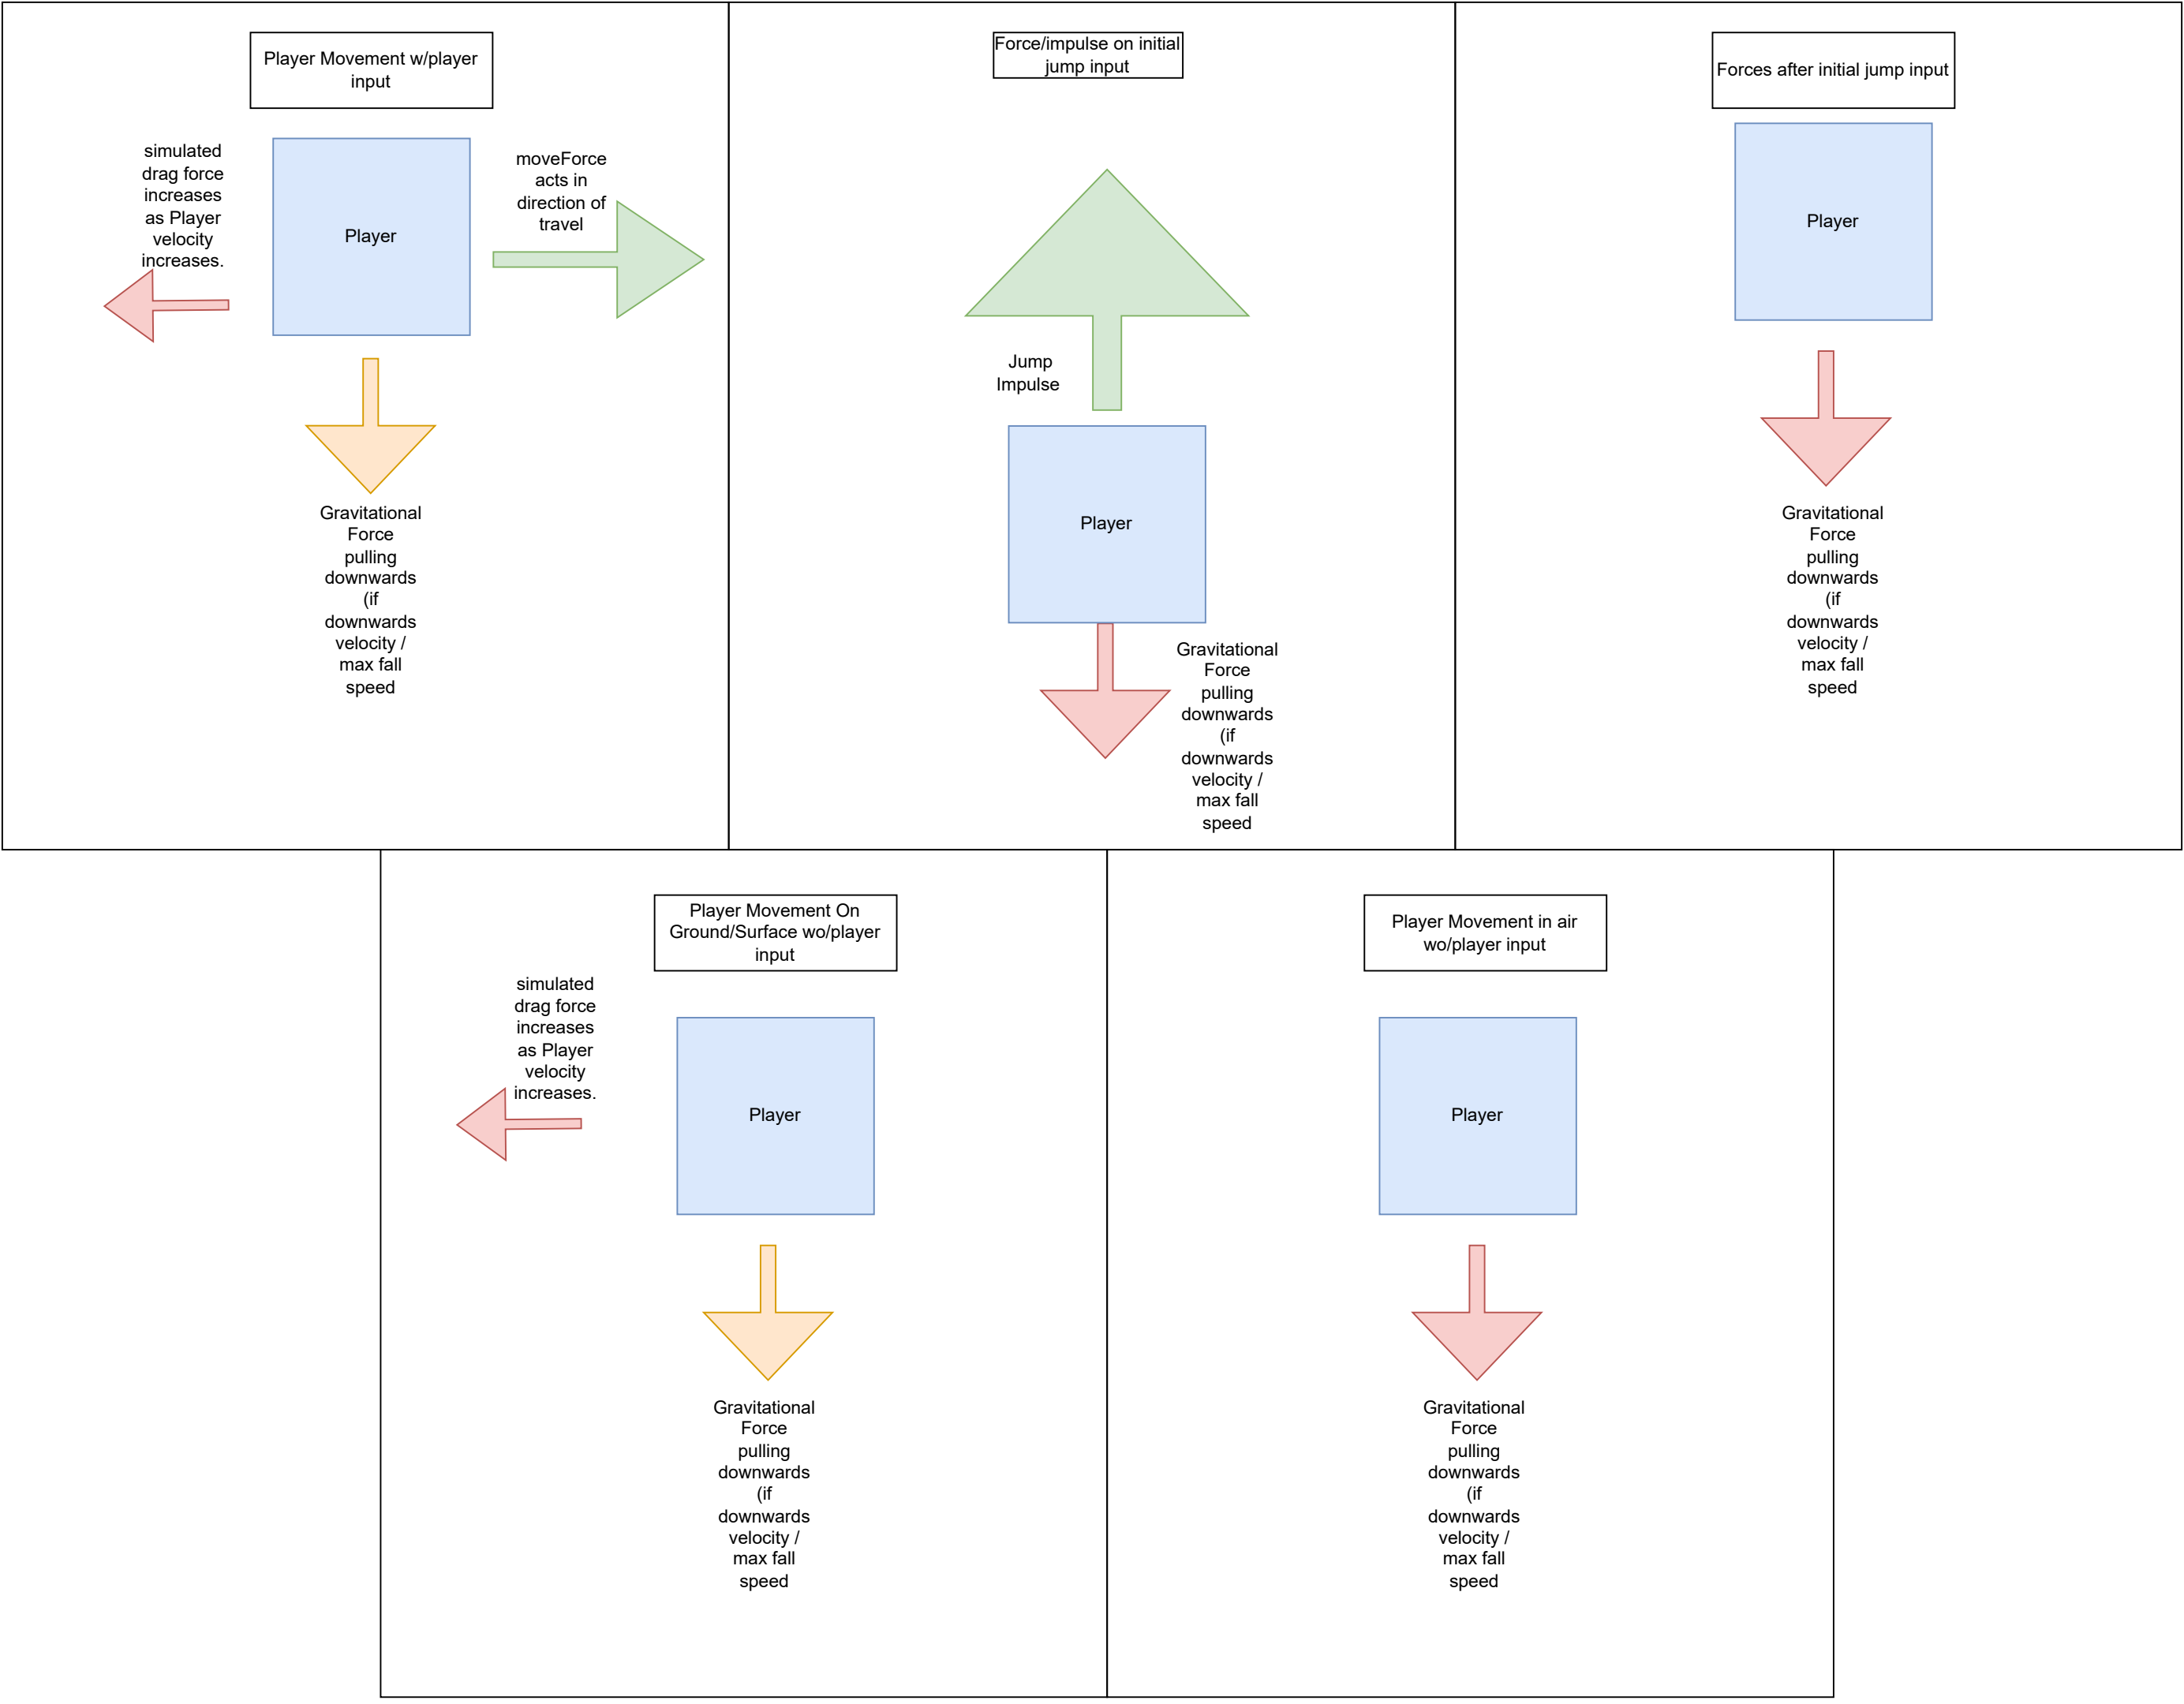 Player Movement w/player
input
simulated
drag force
increases
as Player
velocity
increases.
Player
moveForce
acts in
direction of
travel
Gravitational
Force
pulling
downwards
(if
downwards
velocity /
max fall
speed
Force/impulse on initial
jump input
Jump
Impulse
Player
Gravitational
Force
pulling
downwards
(if
downwards
velocity /
max fall
speed
Forces after initial jump input
Player
Gravitational
Force
pulling
downwards
(if
downwards
velocity /
max fall
speed
Player Movement On
Ground/Surface wo/player
input
simulated
drag force
increases
as Player
velocity
increases.
Player
Gravitational
Force
pulling
downwards
(if
downwards
velocity /
max fall
speed
Player Movement in air
wo/player input
Player
Gravitational
Force
pulling
downwards
(if
downwards
velocity /
max fall
speed